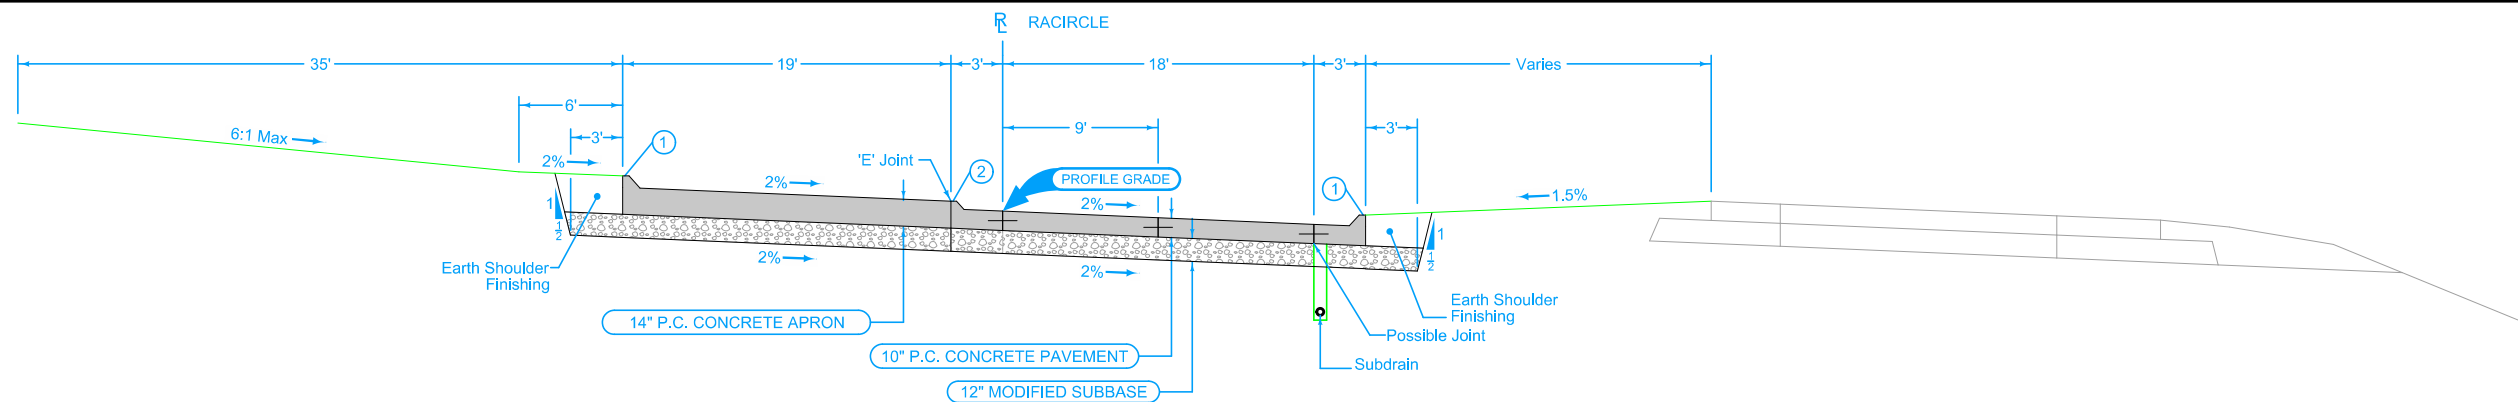 RL RACIRCLE
35'
19'
3'
18'
3'
Varies
6'
3'
9'
3'
6:1 Max
2%
1
2%
'E' Joint
2
PROFILE GRADE
2%
1
1.5%
1
1/2
1
1/2
2%
2%
Earth Shoulder
Finishing
Earth Shoulder
Finishing
14" P.C. CONCRETE APRON
Possible Joint
10" P.C. CONCRETE PAVEMENT
Subdrain
12" MODIFIED SUBBASE